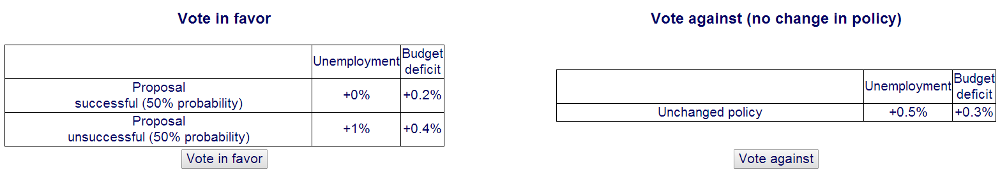 Vote in favor
Unemployment
Budget
deficit
Proposal
successful (50% probability)
+0%
+0.2%
Proposal
unsuccessful (50% probability)
+1%
+0.4%
Vote in favor
Vote against (no change in policy)
Unemployment
Budget
deficit
Unchanged policy
+0.5%
+0.3%
Vote against